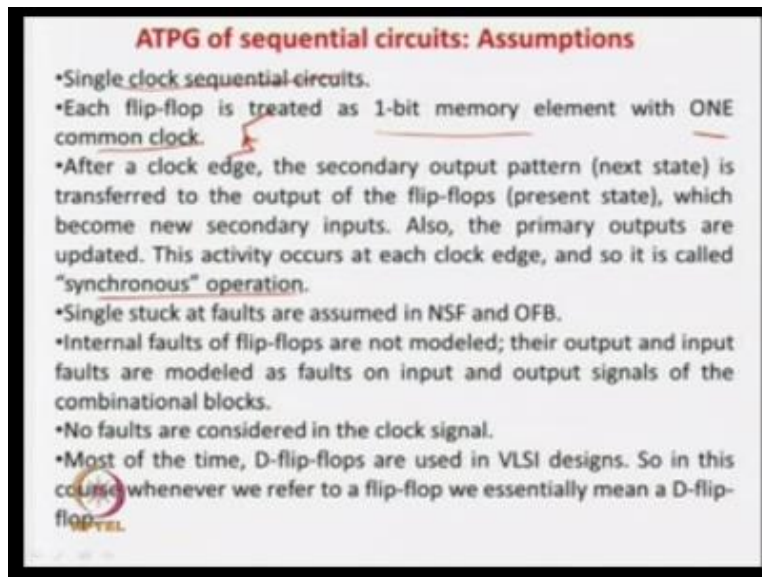 ATPG of sequential circuits: Assumptions
•Single clock sequential circuits.
•Each flip-flop is treated as 1-bit memory element with ONE
common clock.
•After a clock edge, the secondary output pattern (next state) is
transferred to the output of the flip-flops (present state), which
become new secondary inputs. Also, the primary outputs are
updated. This activity occurs at each clock edge, and so it is called
“synchronous” operation.
•Single stuck at faults are assumed in NSF and OFB.
•Internal faults of flip-flops are not modeled; their output and input
faults are modeled as faults on input and output signals of the
combinational blocks.
•No faults are considered in the clock signal.
•Most of the time, D-flip-flops are used in VLSI designs. So in this
course whenever we refer to a flip-flop we essentially mean a D-flip-
flop.
NPTEL